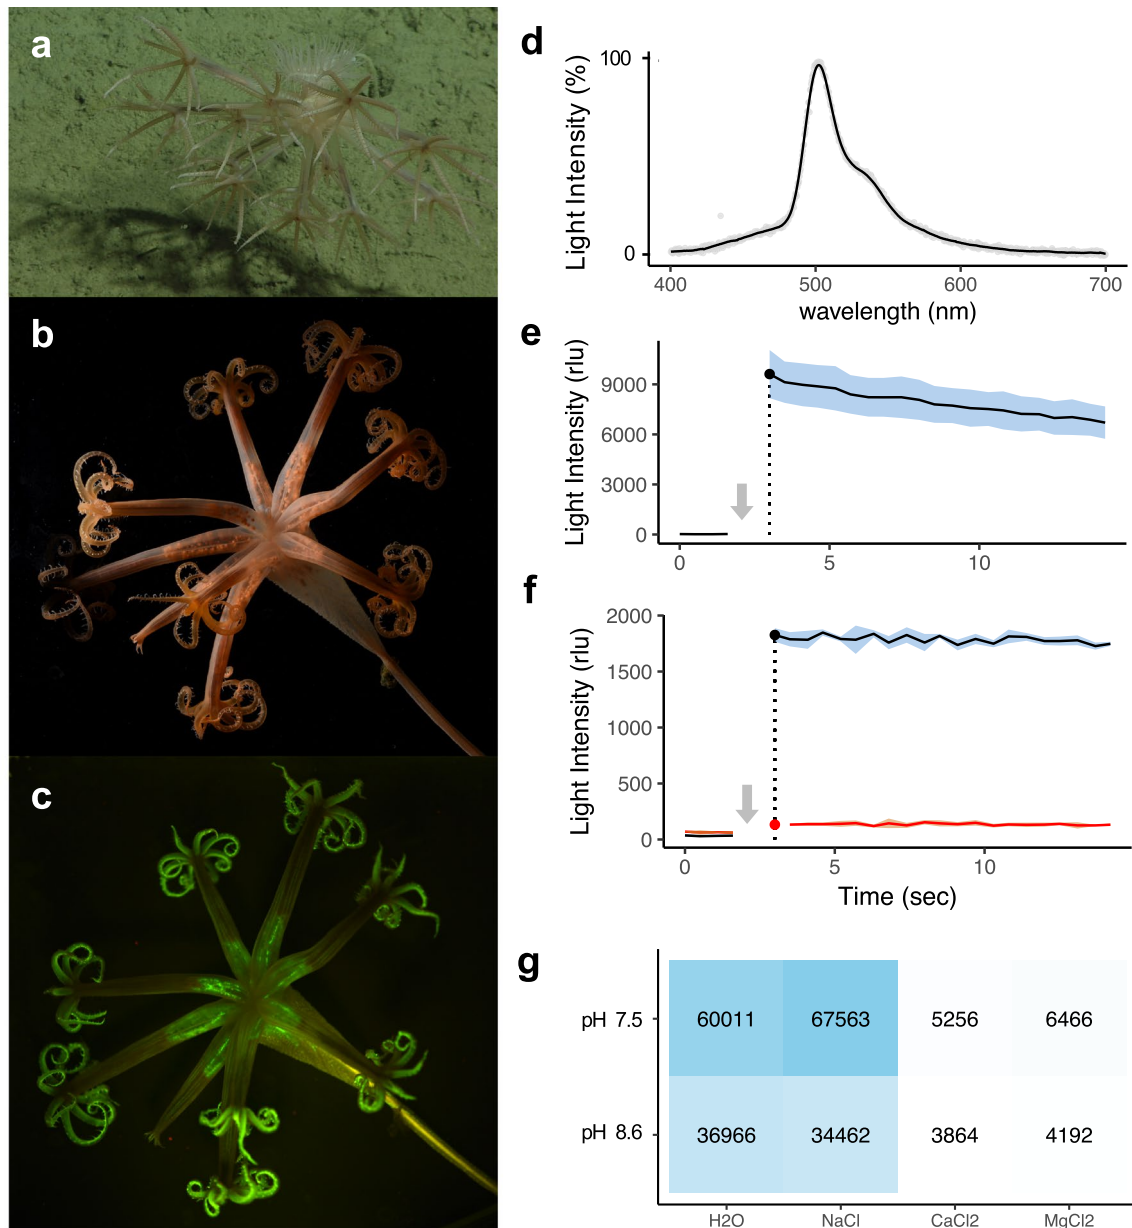 a
b
c
d
Light Intensity (%)
100
0
400 500 600 700
wavelength (nm)
e
Light Intensity (rlu)
9000
6000
3000
0
0 5 10
f
Light Intensity (rlu)
2000
1500
1000
500
0
0 5 10
Time (sec)
g
pH 7.5 60011 67563 5256 6466
pH 8.6 36966 34462 3864 4192
H2O NaCl CaCl2 MgCl2